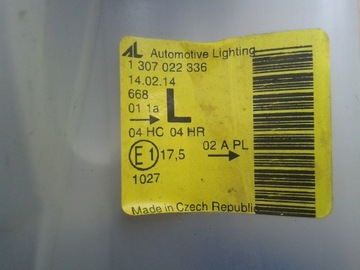 AL Automotive Lighting
1 307 022 336
14.02.14
668
01 1a
L
04 HC 04 HR
E1 17,5
02 A PL
1027
Made in Czech Republic